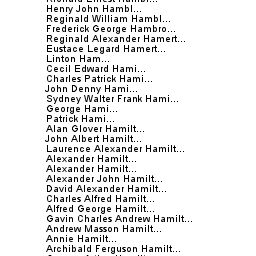 Henry John Hambl...
Reginald William Hambl...
Frederick George Hambro...
Reginald Alexander Hamert...
Eustace Legard Hamert...
Linton Ham...
Cecil Edward Hami...
Charles Patrick Hami...
John Denny Hami...
Sydney Walter Frank Hami...
George Hami...
Patrick Hami...
Alan Glover Hamilt...
John Albert Hamilt...
Laurence Alexander Hamilt...
Alexander Hamilt...
Alexander Hamilt...
Alexander John Hamilt...
David Alexander Hamilt...
Charles Alfred Hamilt...
Alfred George Hamilt...
Gavin Charles Andrew Hamilt...
Andrew Masson Hamilt...
Annie Hamilt...
Archibald Ferguson Hamilt...